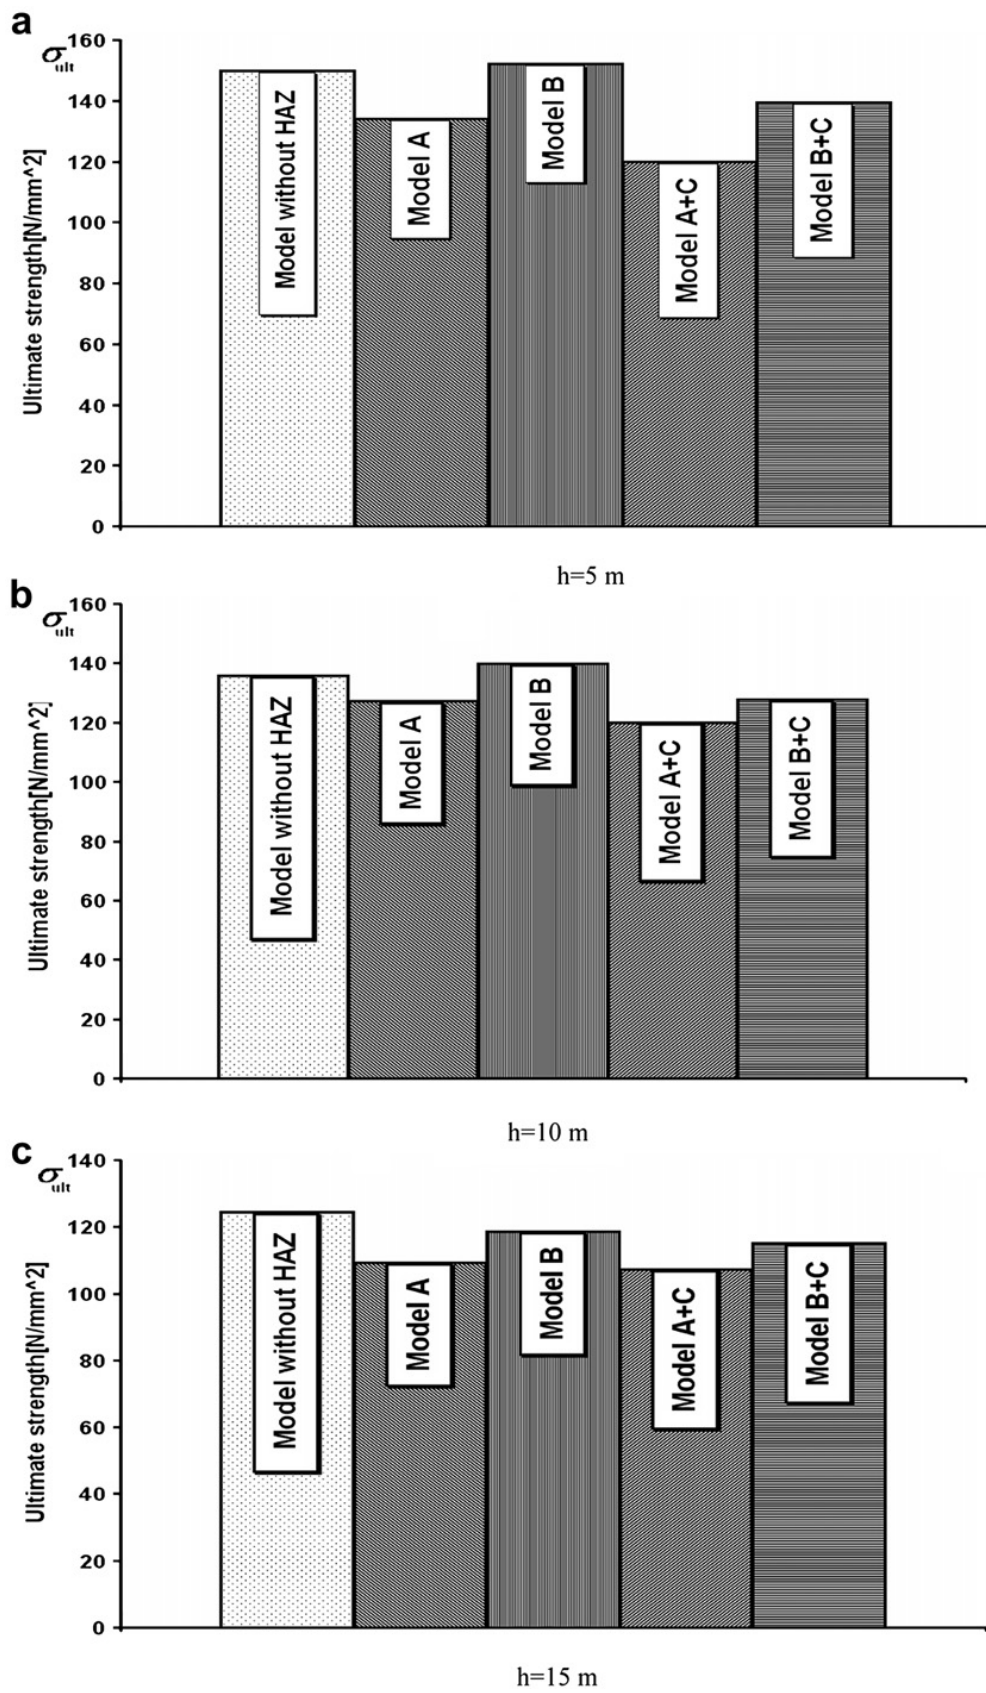 a
σult
160
140
120
100
80
60
40
20
0
Ultimate strength[N/mm^2]
Model without HAZ
Model A
Model B
Model A+C
Model B+C
h=5 m
b
σult
160
140
120
100
80
60
40
20
0
Ultimate strength[N/mm^2]
Model without HAZ
Model A
Model B
Model A+C
Model B+C
h=10 m
c
σult
140
120
100
80
60
40
20
0
Ultimate strength[N/mm^2]
Model without HAZ
Model A
Model B
Model A+C
Model B+C
h=15 m